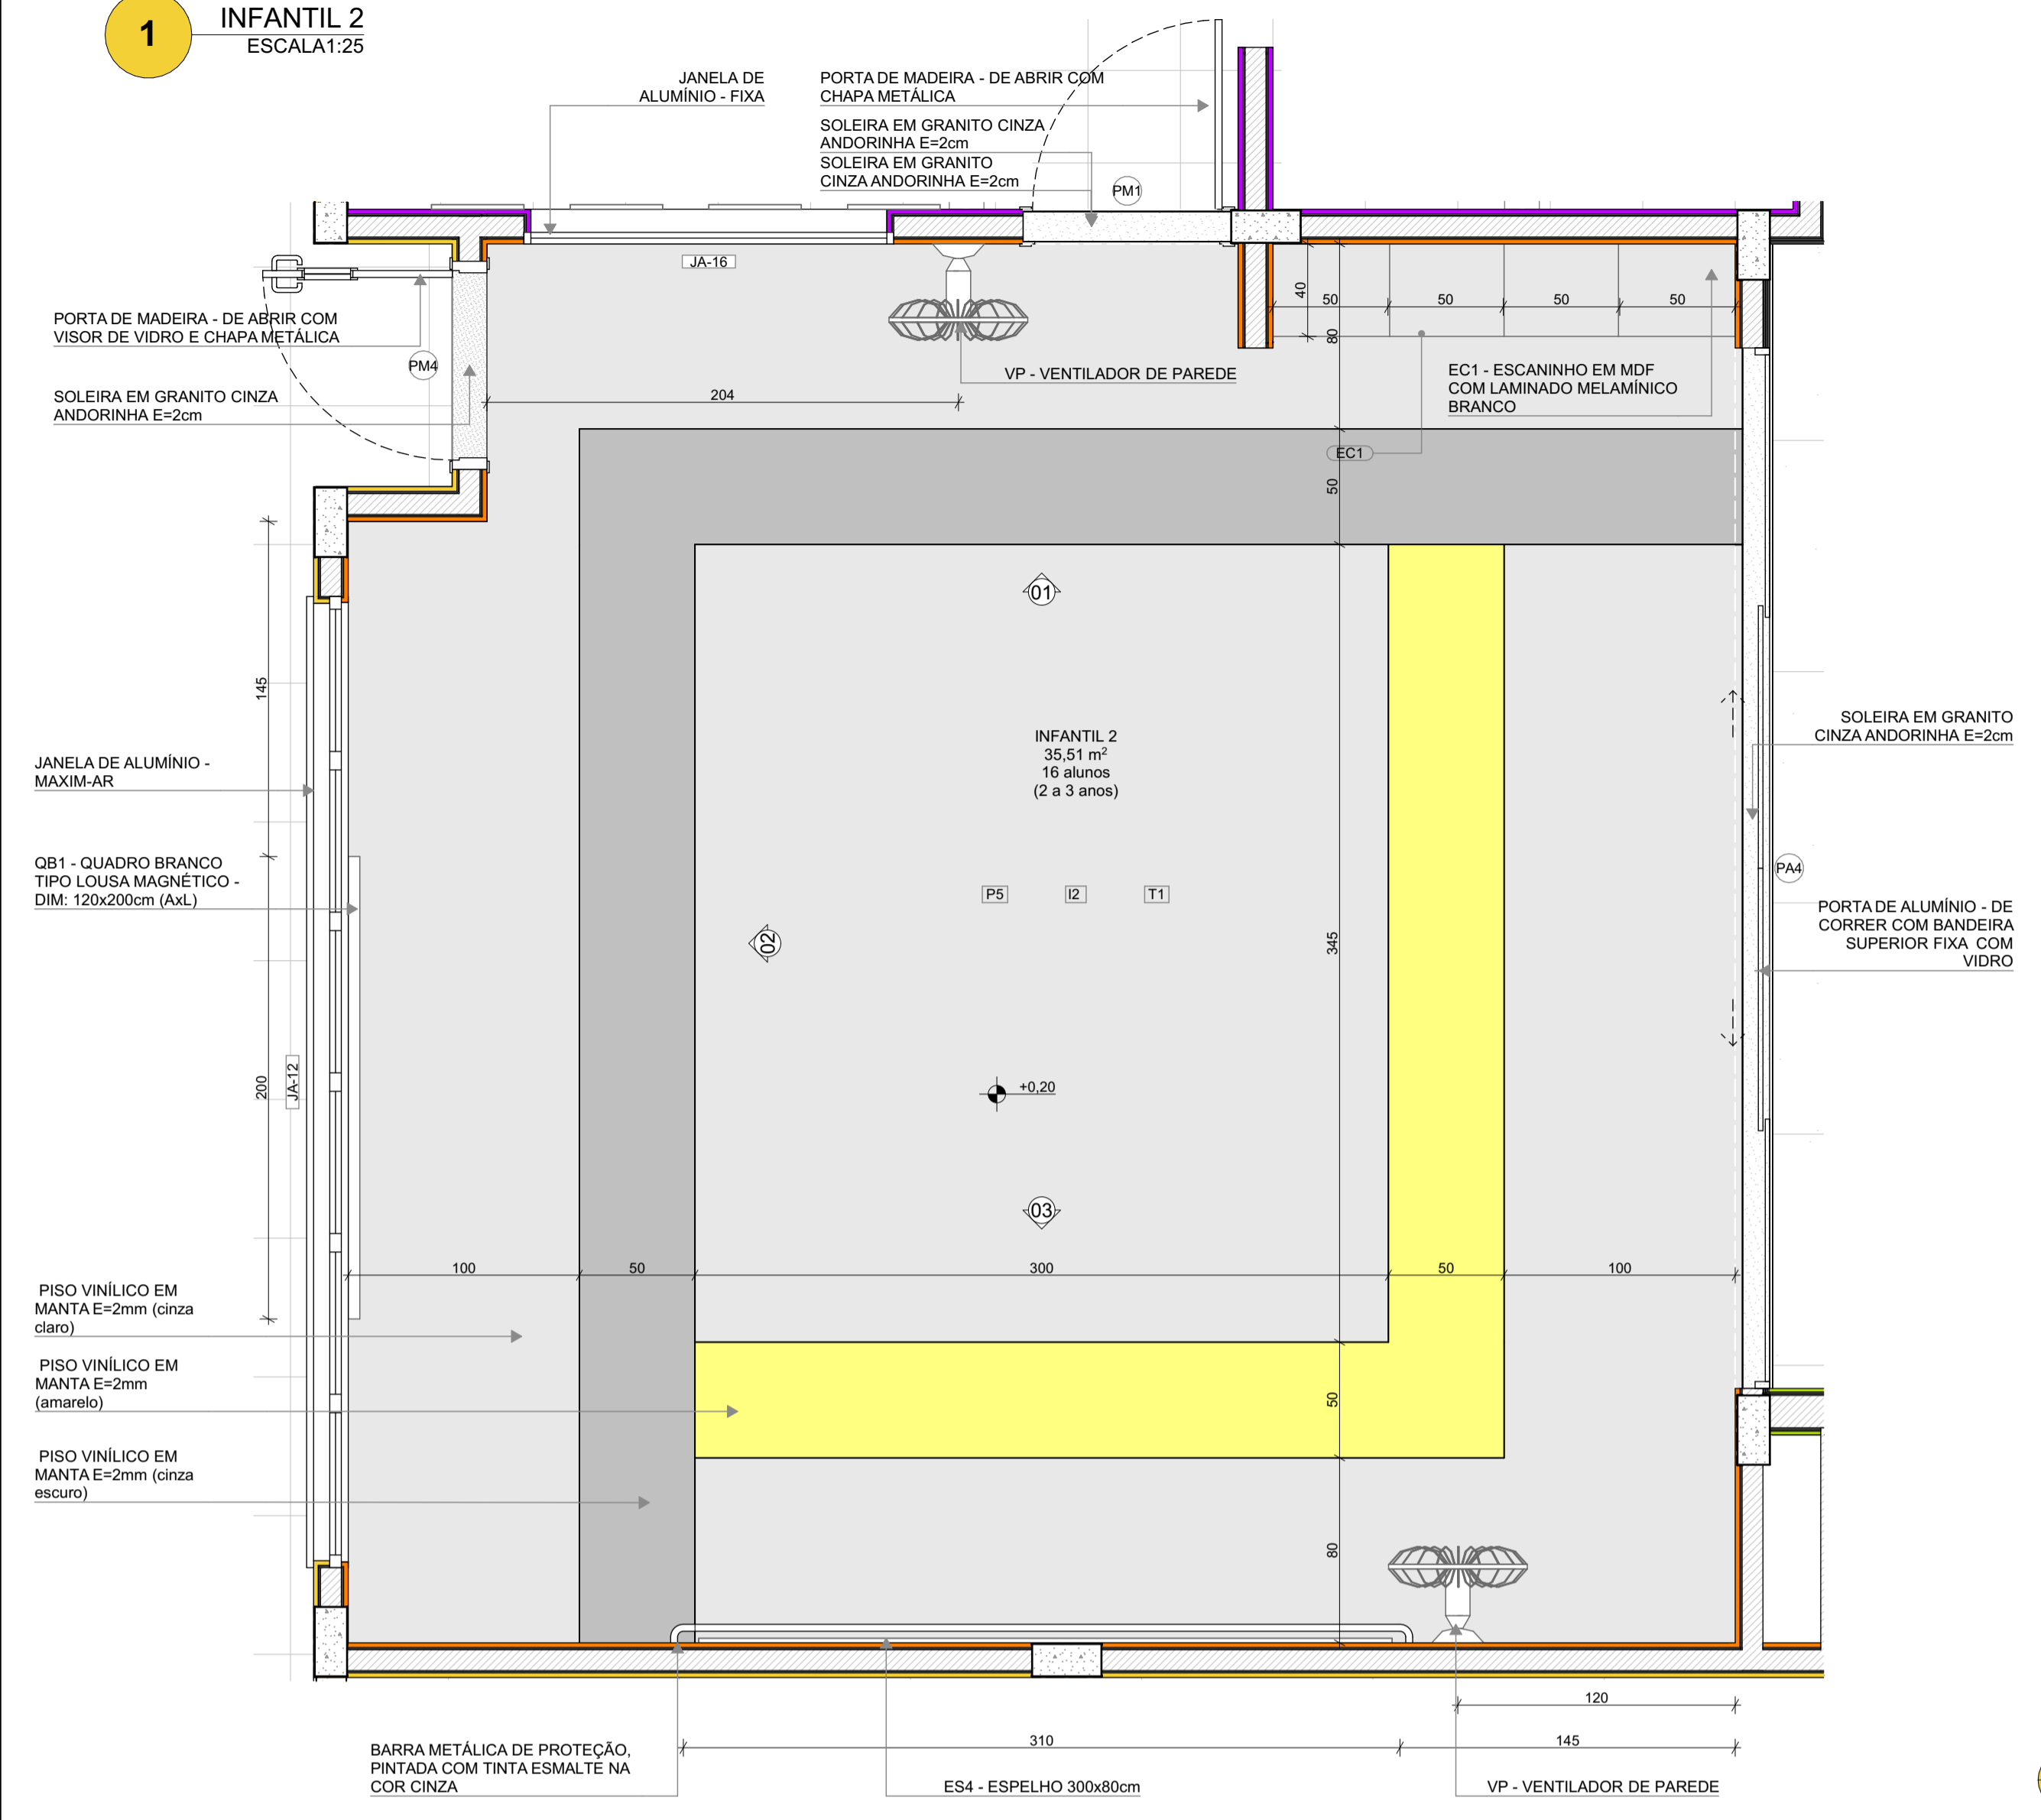 1
INFANTIL 2
ESCALA1:25
JANELA DE
ALUMÍNIO - FIXA
PORTA DE MADEIRA - DE ABRIR COM
CHAPA METÁLICA
SOLEIRA EM GRANITO CINZA
ANDORINHA E=2cm
SOLEIRA EM GRANITO
CINZA ANDORINHA E=2cm
PM1
JA-16
PORTA DE MADEIRA - DE ABRIR COM
VISOR DE VIDRO E CHAPA METÁLICA
PM4
SOLEIRA EM GRANITO CINZA
ANDORINHA E=2cm
204
VP - VENTILADOR DE PAREDE
40
50
50
50
50
80
EC1 - ESCANINHO EM MDF
COM LAMINADO MELAMÍNICO
BRANCO
EC1
50
01
145
INFANTIL 2
35,51 m²
16 alunos
(2 a 3 anos)
SOLEIRA EM GRANITO
CINZA ANDORINHA E=2cm
JANELA DE ALUMÍNIO -
MAXIM-AR
QB1 - QUADRO BRANCO
TIPO LOUSA MAGNÉTICO -
DIM: 120x200cm (AxL)
P5
I2
T1
PA4
PORTA DE ALUMÍNIO - DE
CORRER COM BANDEIRA
SUPERIOR FIXA COM
VIDRO
02
345
200
JA-12
+0,20
03
100
50
300
50
100
PISO VINÍLICO EM
MANTA E=2mm (cinza
claro)
PISO VINÍLICO EM
MANTA E=2mm
(amarelo)
50
PISO VINÍLICO EM
MANTA E=2mm (cinza
escuro)
80
120
310
145
BARRA METÁLICA DE PROTEÇÃO,
PINTADA COM TINTA ESMALTE NA
COR CINZA
ES4 - ESPELHO 300x80cm
VP - VENTILADOR DE PAREDE